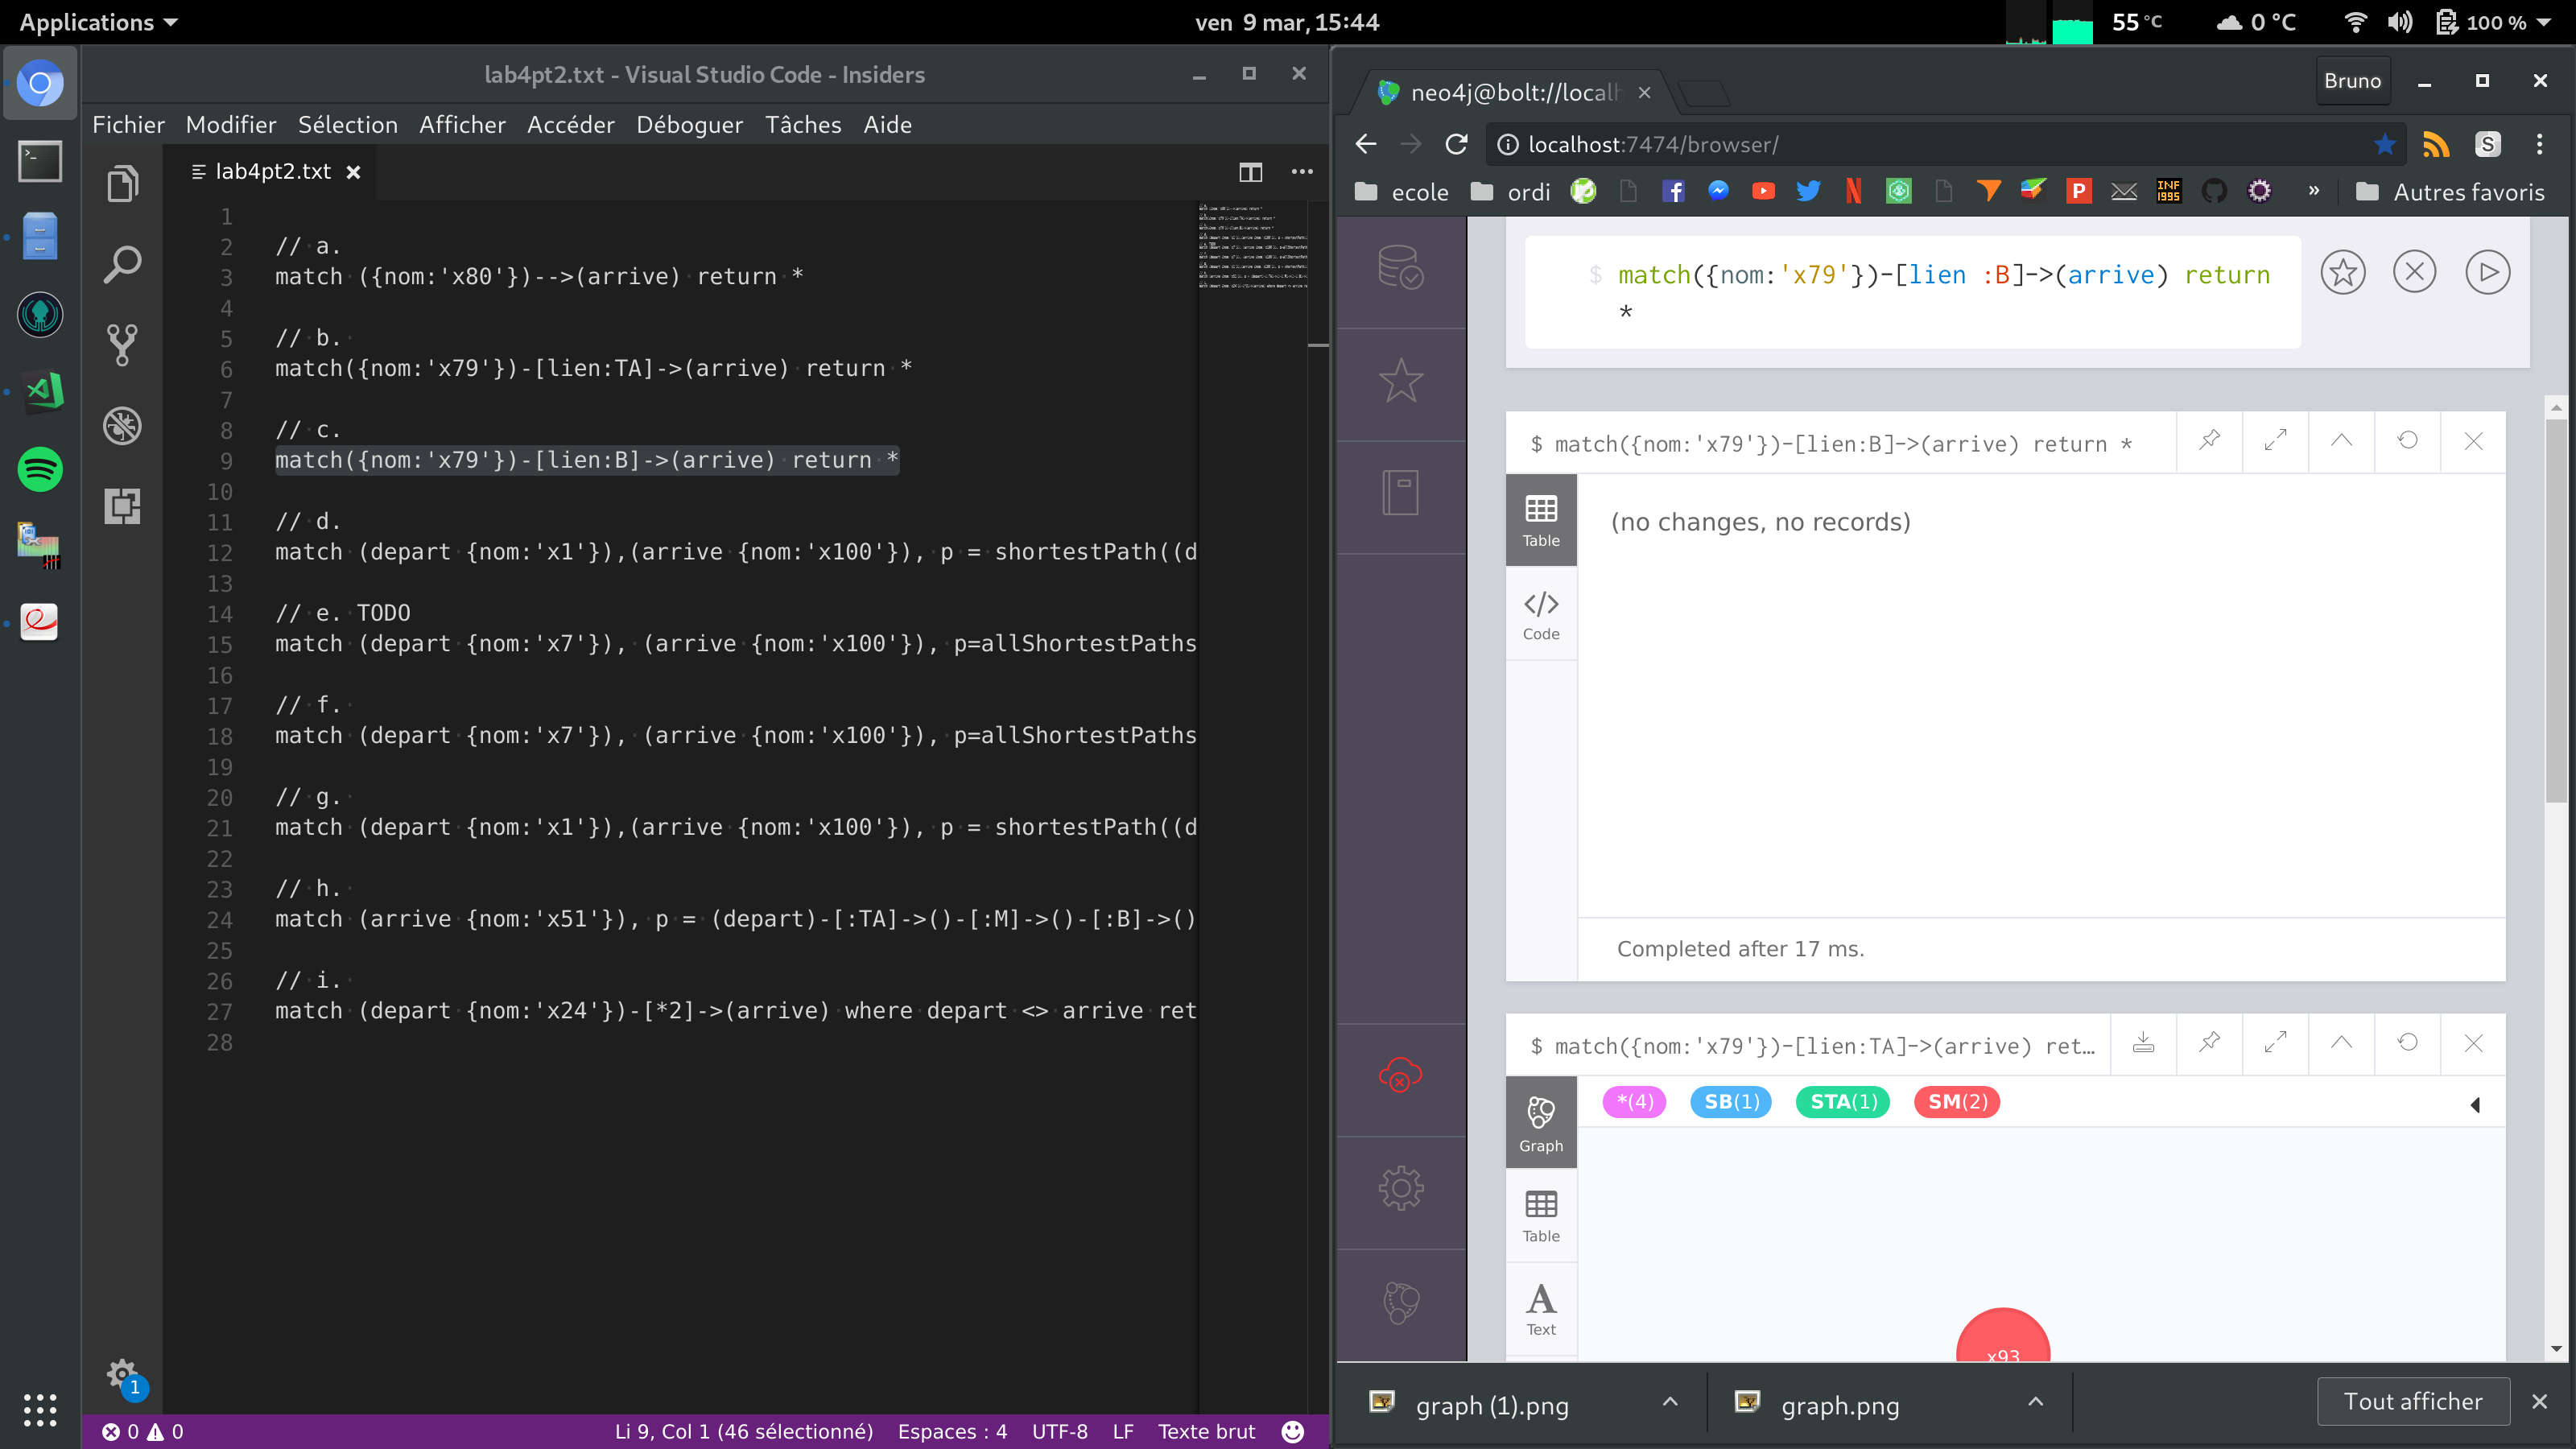 Applications
ven 9 mar, 15:44
55 °C
0 °C
100 %
lab4pt2.txt - Visual Studio Code - Insiders
Fichier Modifier Sélection Afficher Accéder Déboguer Tâches Aide
lab4pt2.txt
1
2 // a.
3 match ({nom:'x80'})-->(arrive) return *
4
5 // b.
6 match({nom:'x79'})-[lien:TA]->(arrive) return *
7
8 // c.
9 match({nom:'x79'})-[lien:B]->(arrive) return *
10
11 // d.
12 match (depart {nom:'x1'}),(arrive {nom:'x100'}), p = shortestPath((d
13
14 // e. TODO
15 match (depart {nom:'x7'}), (arrive {nom:'x100'}), p=allShortestPaths
16
17 // f.
18 match (depart {nom:'x7'}), (arrive {nom:'x100'}), p=allShortestPaths
19
20 // g.
21 match (depart {nom:'x1'}),(arrive {nom:'x100'}), p = shortestPath((d
22
23 // h.
24 match (arrive {nom:'x51'}), p = (depart)-[:TA]->()-[:M]->()-[:B]->()
25
26 // i.
27 match (depart {nom:'x24'})-[*2]->(arrive) where depart <> arrive ret
28
1
0 0
Li 9, Col 1 (46 sélectionné) Espaces : 4 UTF-8 LF Texte brut
neo4j@bolt://localh
Bruno
localhost:7474/browser/
S
ecole ordi
N
P
INF
1995
» Autres favoris
$ match({nom:'x79'})-[lien :B]->(arrive) return
*
$ match({nom:'x79'})-[lien:B]->(arrive) return *
Table
(no changes, no records)
Code
Completed after 17 ms.
$ match({nom:'x79'})-[lien:TA]->(arrive) ret...
*(4) SB(1) STA(1) SM(2)
Graph
Table
A
Text
x93
graph (1).png
graph.png
Tout afficher